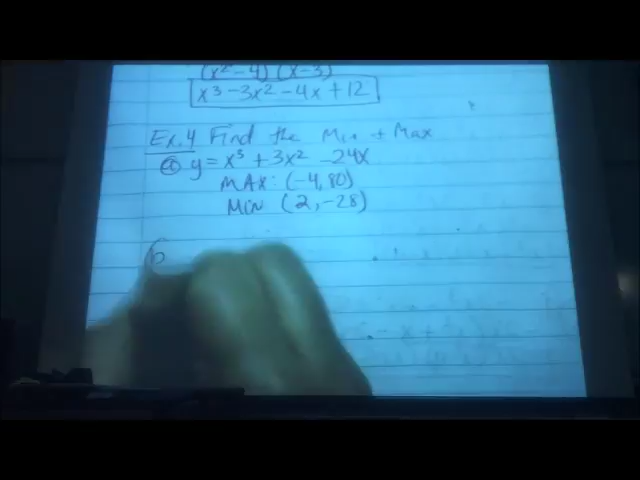 (x² - 4) (x - 3)
x³ - 3x² - 4x + 12
Ex. 4 Find the Min + Max
ⓐ y = x³ + 3x² - 24x
MAX: (-4, 80)
MIN (2, -28)
b